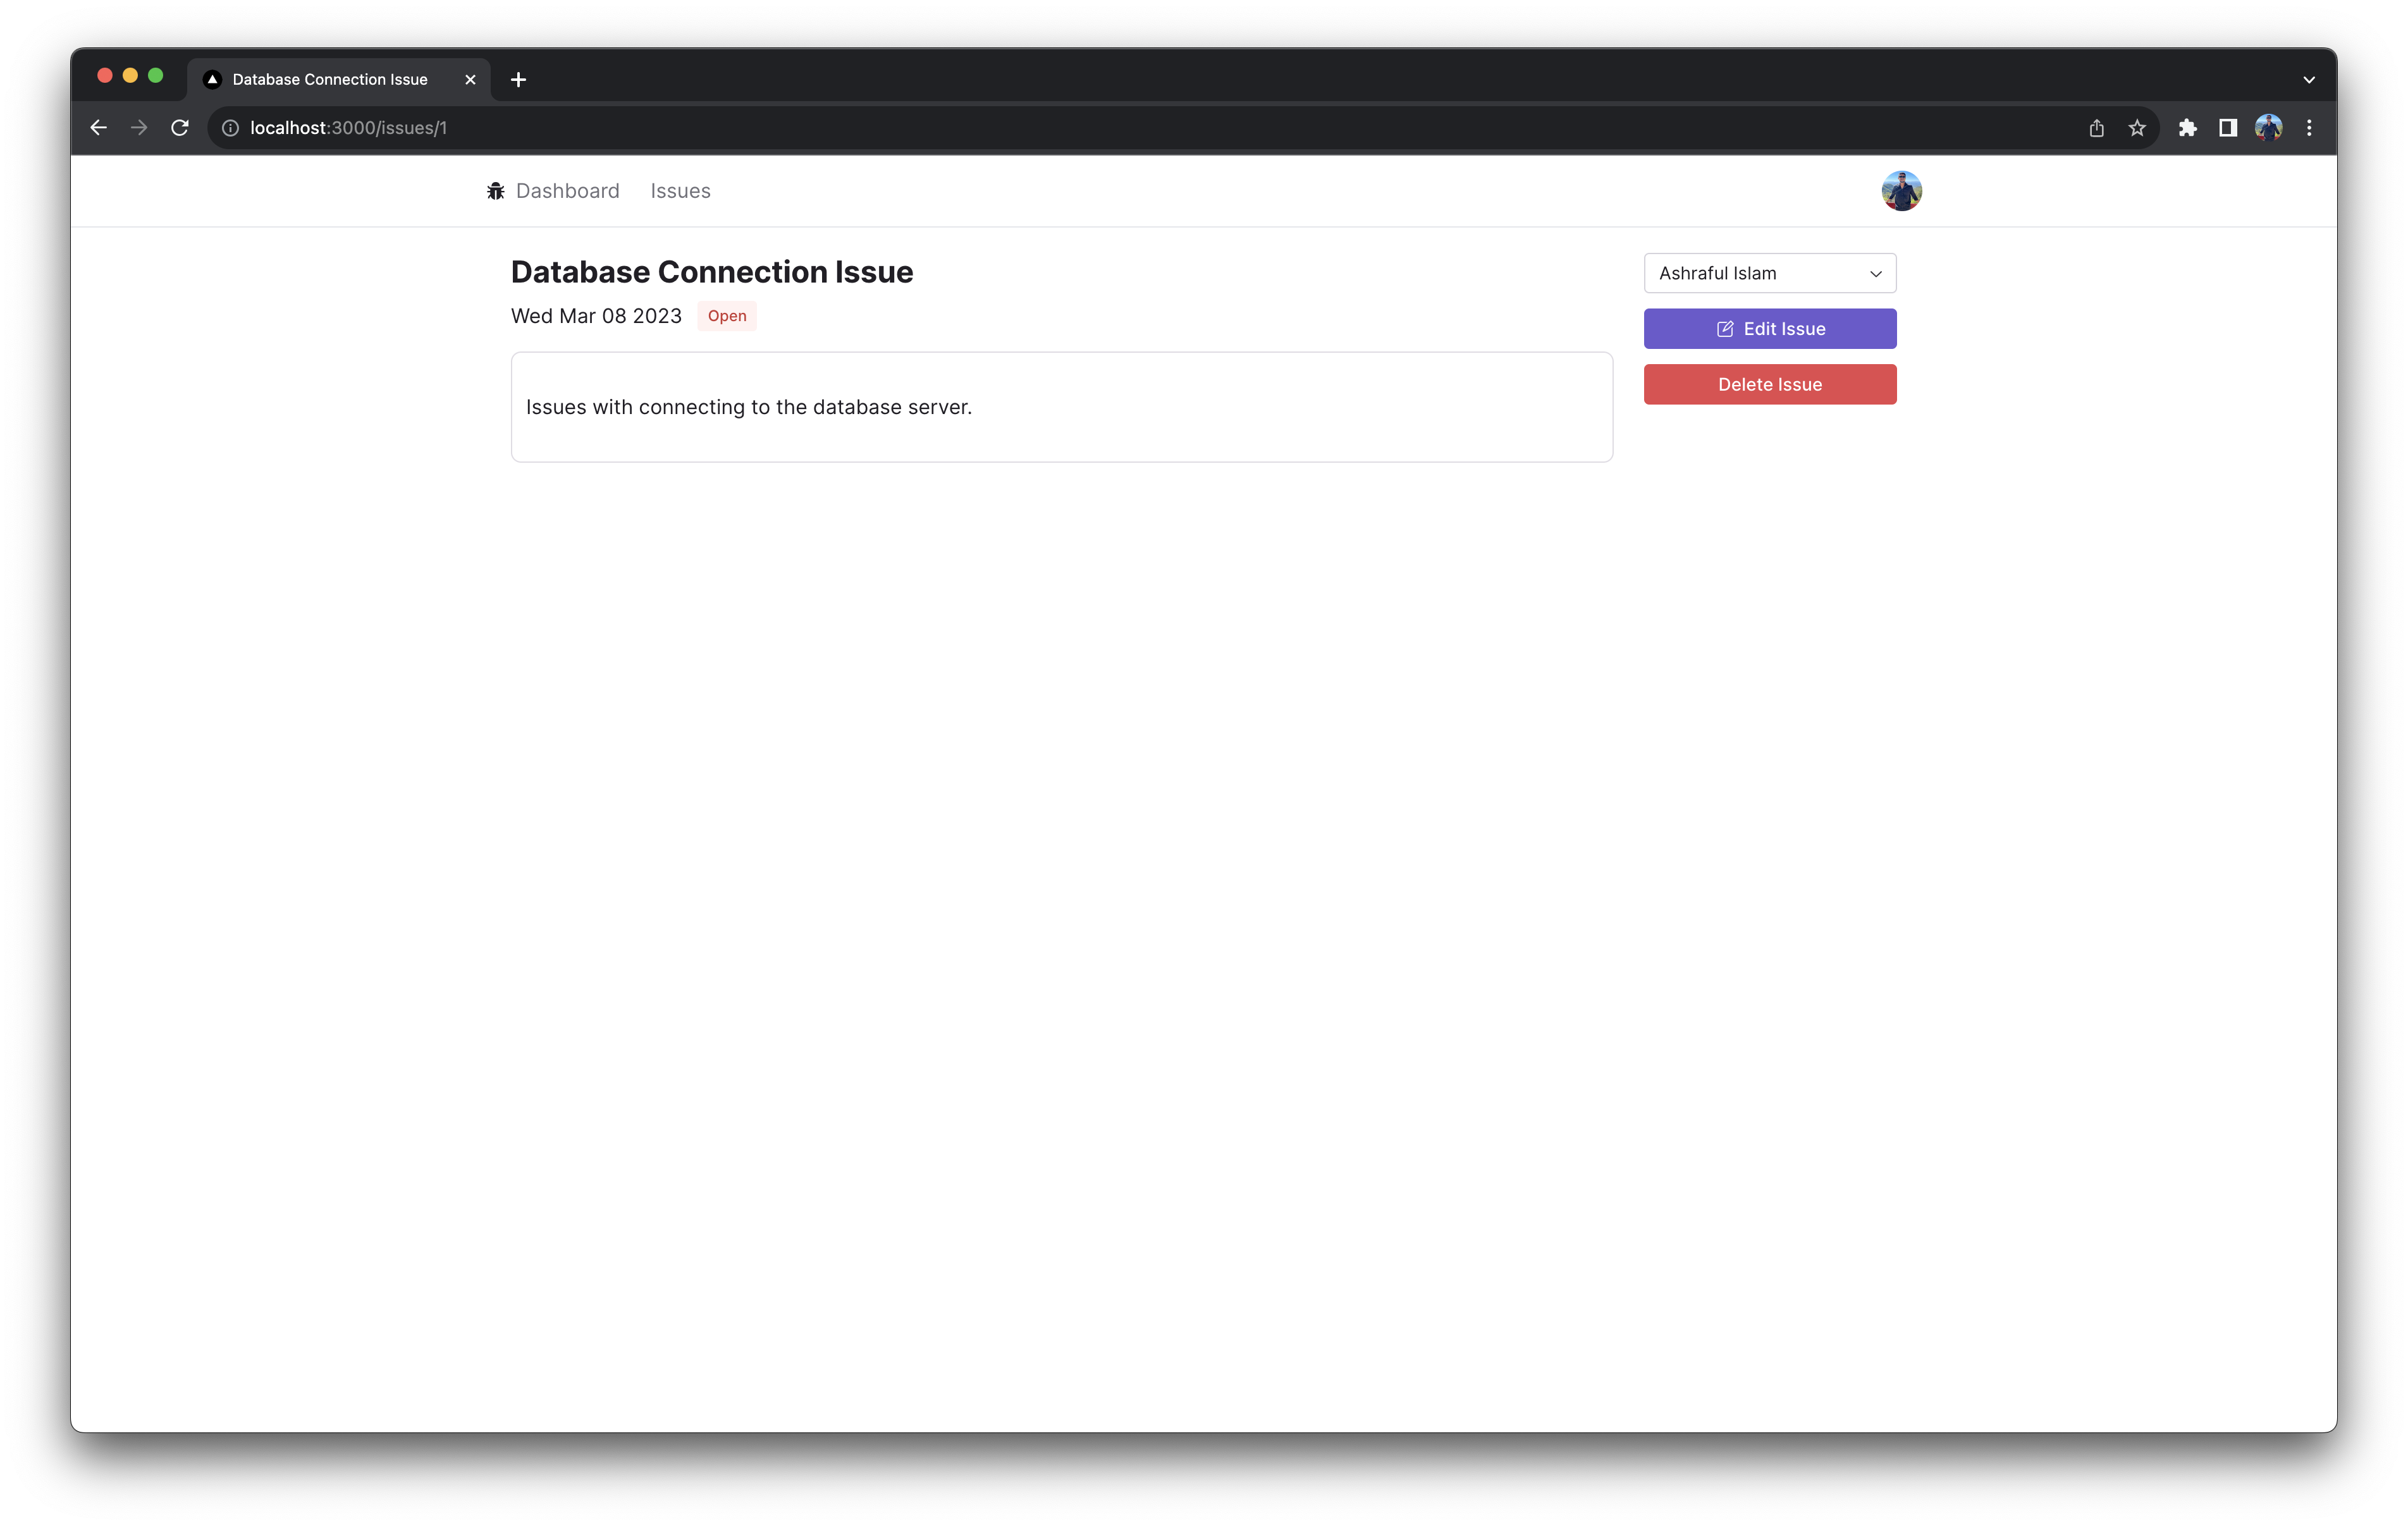 Database Connection Issue
localhost:3000/issues/1
Dashboard Issues
Database Connection Issue
Wed Mar 08 2023 Open
Issues with connecting to the database server.
Ashraful Islam
Edit Issue
Delete Issue